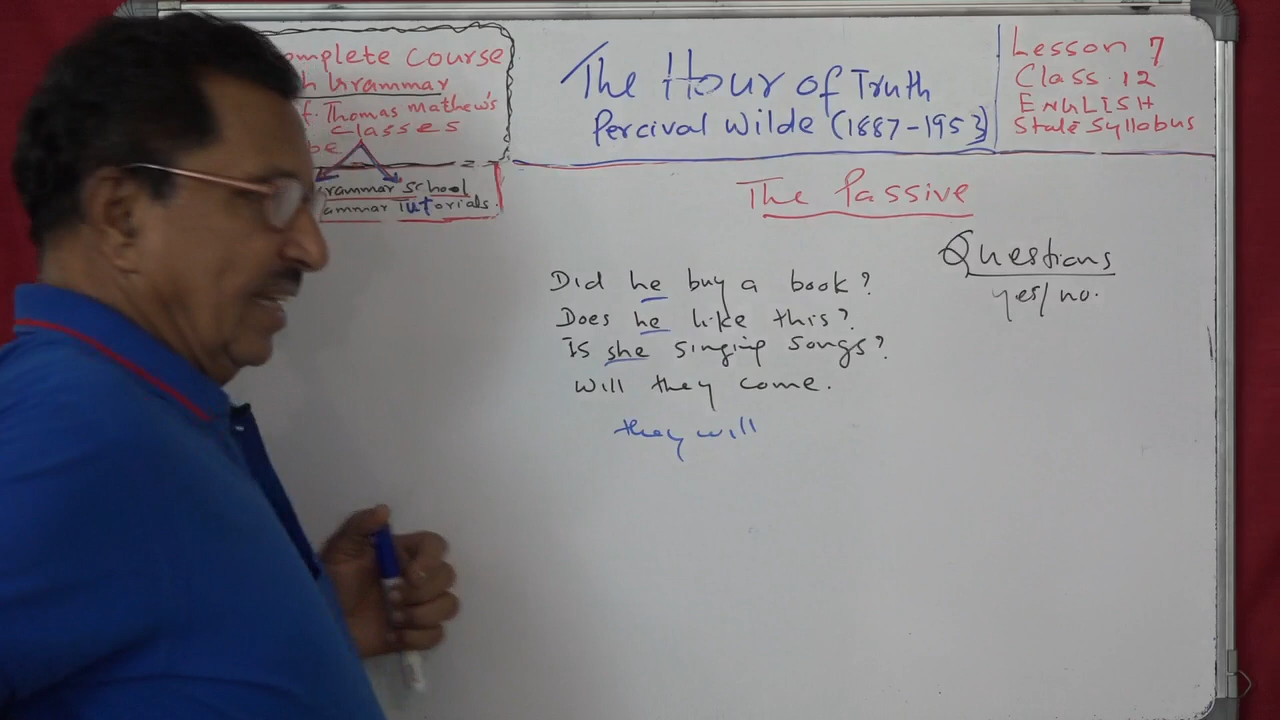 omplete Course
h Grammar
f. Thomas Mathew's
classes
be
rammar School
ammar Tutorials.
The Hour of Truth
Percival Wilde (1887-1953)
Lesson 7
Class 12
ENGLISH
State Syllabus
The Passive
Questions
yes/no.
Did he buy a book?
Does he like this?
Is she singing songs?
Will they come.
they will